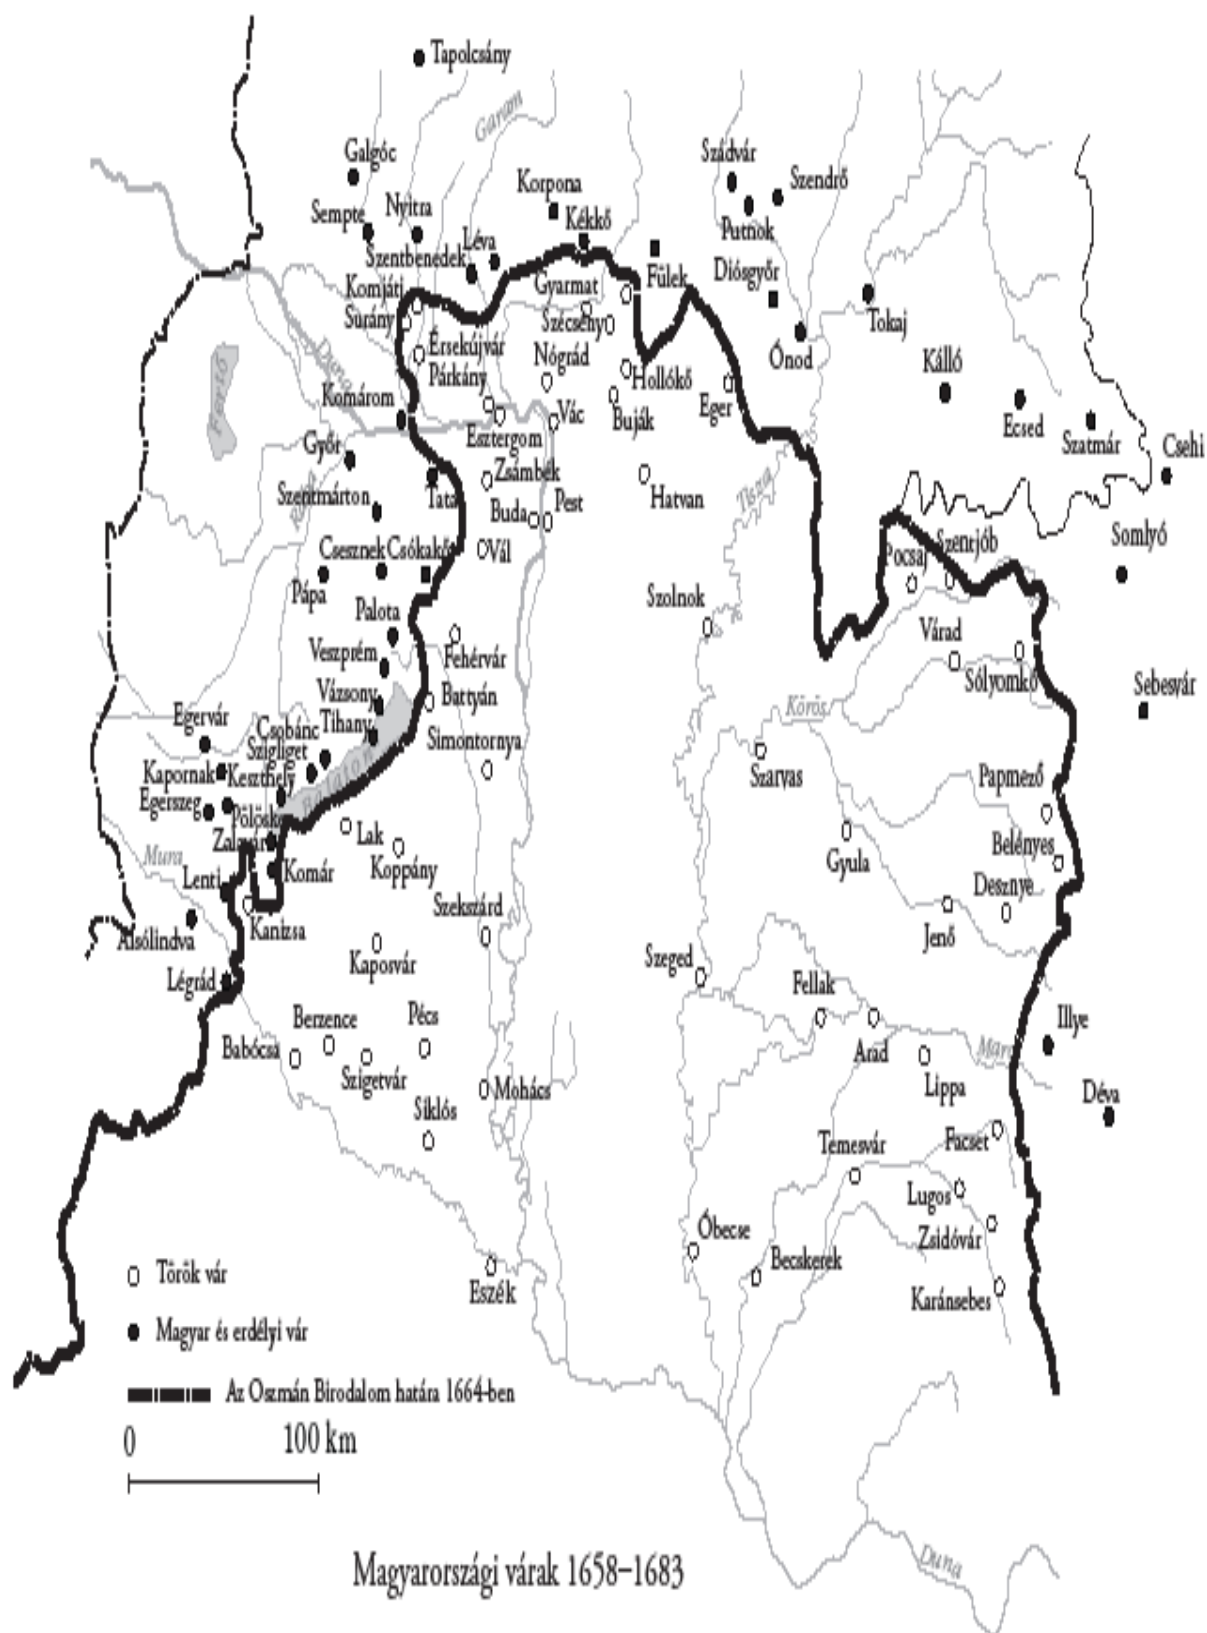 Tapolcsány
Garam
Galgóc
Szádvár
Szendrő
Korpona
Sempte
Nyitra
Kékkő
Putnok
Léva
Szentbenedek
Fülek
Diósgyőr
Gyarmat
Komjáti
Surány
Szécsény
Tokaj
Érsekújvár
Nógrád
Ónod
Duna
Párkány
Hollókő
Kálló
Fertő
Komárom
Vác
Buják
Eger
Esztergom
Ecsed
Szatmár
Csehi
Győr
Zsámbék
Tata
Hatvan
Tisza
Szentmárton
Buda
Pest
Somlyó
Csesznek
Csókakő
Vál
Pocsaj
Szentjób
Pápa
Palota
Szolnok
Várad
Veszprém
Fehérvár
Sólyomkő
Sebesvár
Vázsony
Battyán
Körös
Egervár
Csobánc
Tihany
Simontornya
Szigliget
Kapornak
Keszthely
Balaton
Szarvas
Papmező
Egerszeg
Pölöske
Zalavár
Lak
Gyula
Belényes
Mura
Lenti
Komár
Koppány
Desznye
Szekszárd
Alsólindva
Kanizsa
Jenő
Kaposvár
Szeged
Légrád
Fellak
Berzence
Pécs
Illye
Babócsa
Arad
Szigetvár
Lippa
Mohács
Déva
Siklós
Temesvár
Facset
Lugos
Óbecse
Zsidóvár
Becskerek
Török vár
Eszék
Karánsebes
Magyar és erdélyi vár
Az Oszmán Birodalom határa 1664-ben
0 100 km
Duna
Magyarországi várak 1658–1683